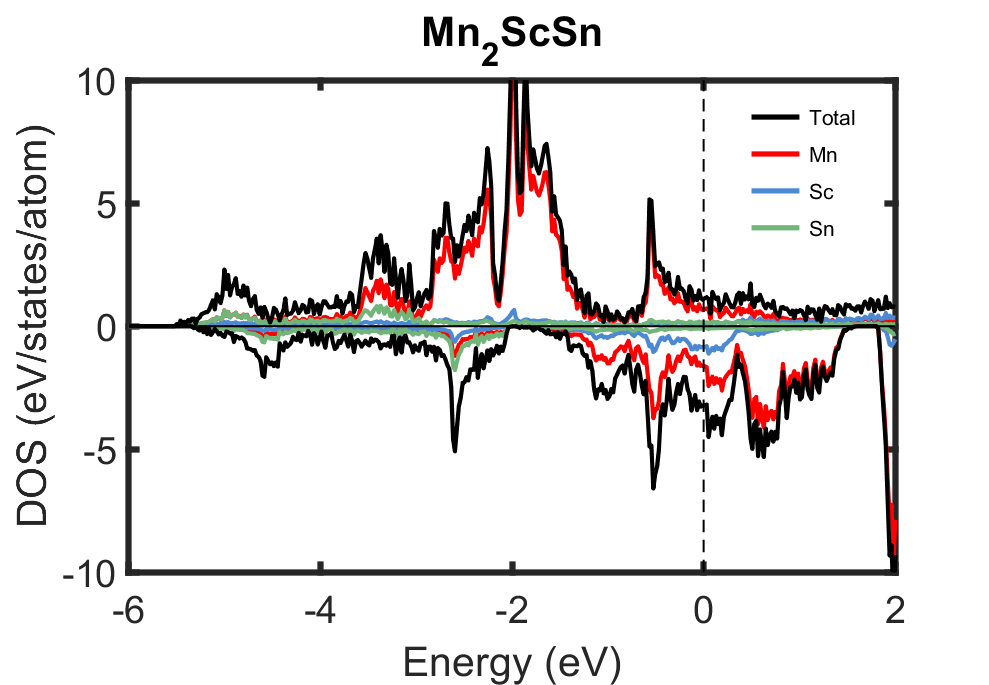 Mn₂ScSn
10
5
0
-5
-10
DOS (eV/states/atom)
Total
Mn
Sc
Sn
-6 -4 -2 0 2
Energy (eV)